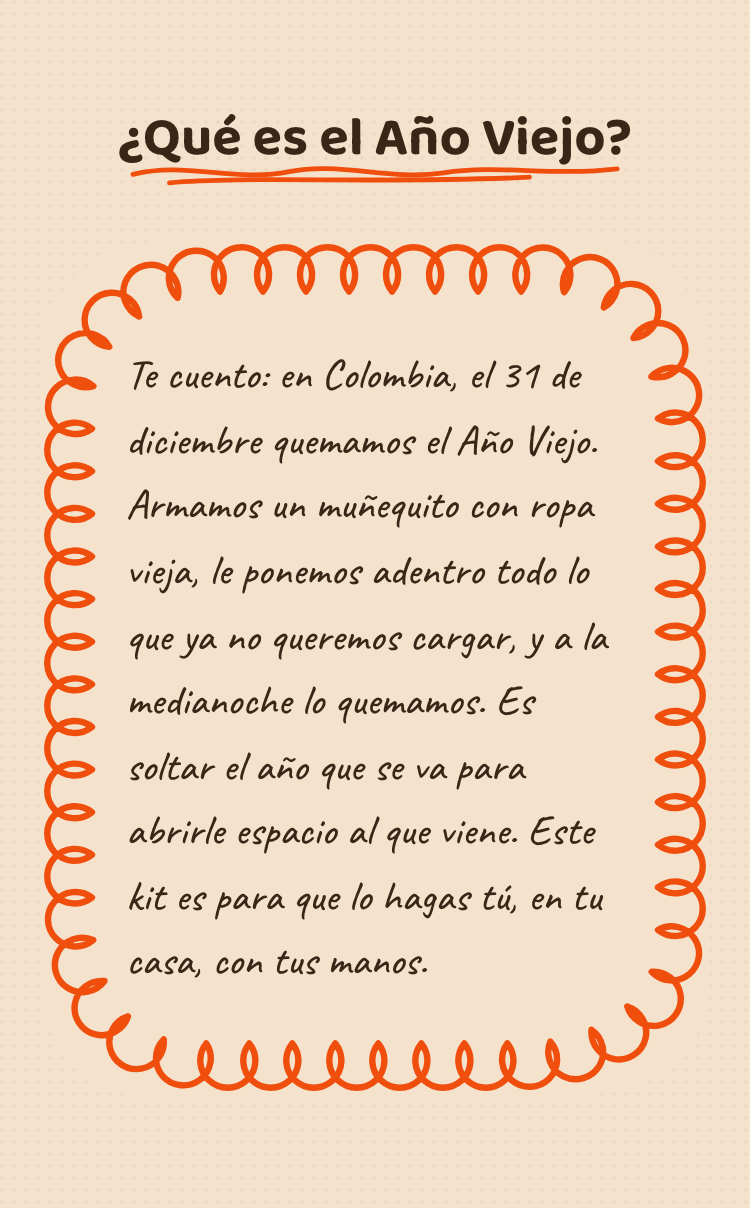 ¿Qué es el Año Viejo?
Te cuento: en Colombia, el 31 de
diciembre quemamos el Año Viejo.
Armamos un muñequito con ropa
vieja, le ponemos adentro todo lo
que ya no queremos cargar, y a la
medianoche lo quemamos. Es
soltar el año que se va para
abrirle espacio al que viene. Este
kit es para que lo hagas tú, en tu
casa, con tus manos.